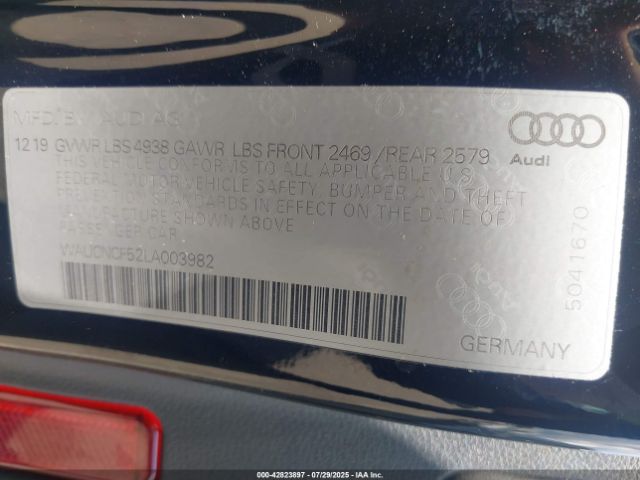 MFD. BY AUDI AG
12 19 GVWR LBS 4938 GAWR LBS FRONT 2469 /REAR 2579
THIS VEHICLE CONFORMS TO ALL APPLICABLE U.S.
FEDERAL MOTOR VEHICLE SAFETY, BUMPER AND THEFT
PREVENTION STANDARDS IN EFFECT ON THE DATE OF
MANUFACTURE SHOWN ABOVE
PASSENGER CAR
WAUCNCF52LA003982
Audi
5041670
Audi
GERMANY
000-42823897 - 07/29/2025 - IAA Inc.